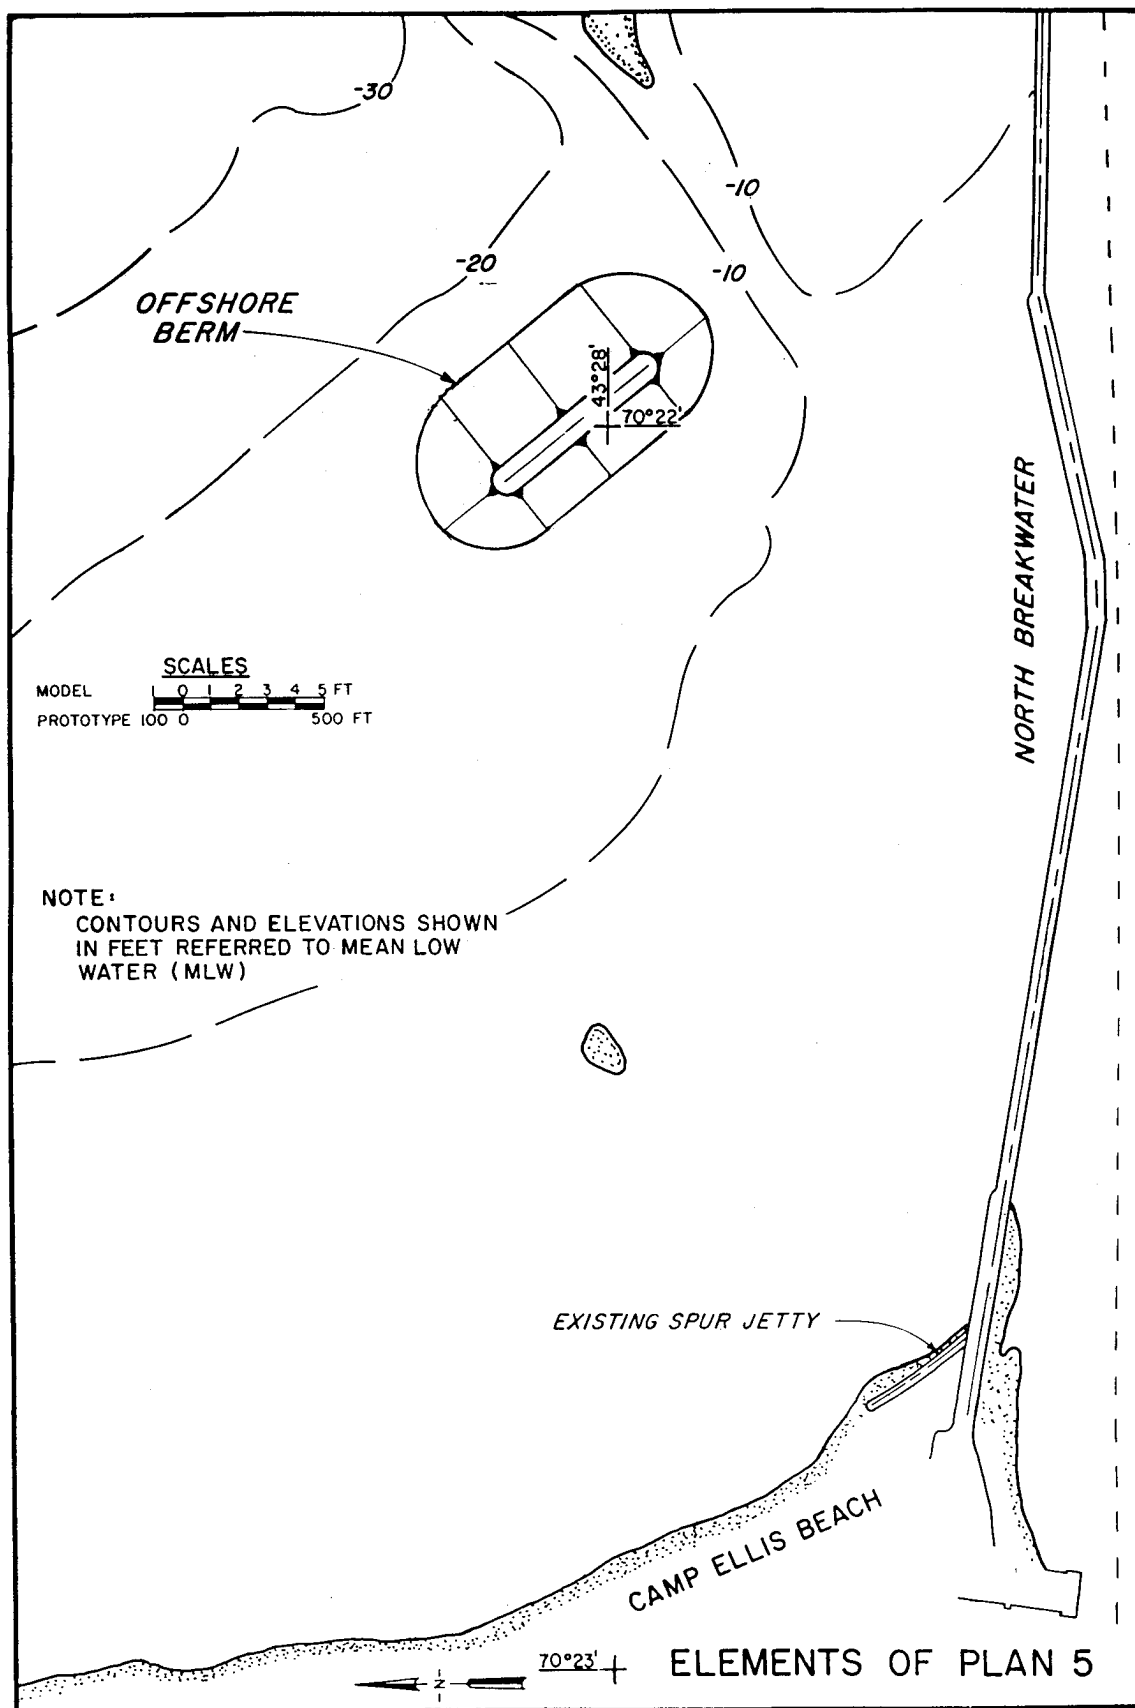 -30
-10
-20
-10
OFFSHORE
BERM
43°28'
70°22'
NORTH BREAKWATER
SCALES
MODEL 1 0 1 2 3 4 5 FT
PROTOTYPE 100 0 500 FT
NOTE:
CONTOURS AND ELEVATIONS SHOWN
IN FEET REFERRED TO MEAN LOW
WATER (MLW)
EXISTING SPUR JETTY
CAMP ELLIS BEACH
N
70°23'
ELEMENTS OF PLAN 5